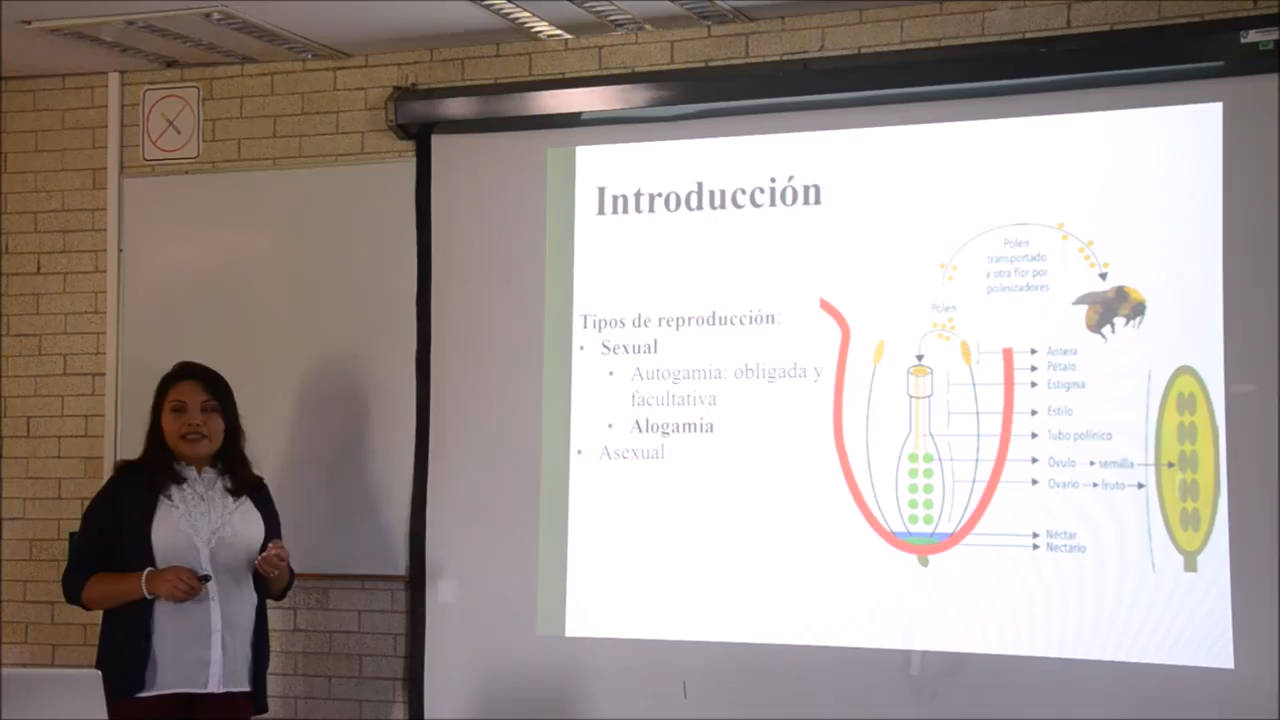 Introducción
Tipos de reproducción:
• Sexual
• Autogamia: obligada y
facultativa
• Alogamia
• Asexual
Polen
transportado
a otra flor por
polinizadores
Polen
Antera
Pétalo
Estigma
Estilo
Tubo polínico
Óvulo semilla
Ovario fruto
Néctar
Nectario